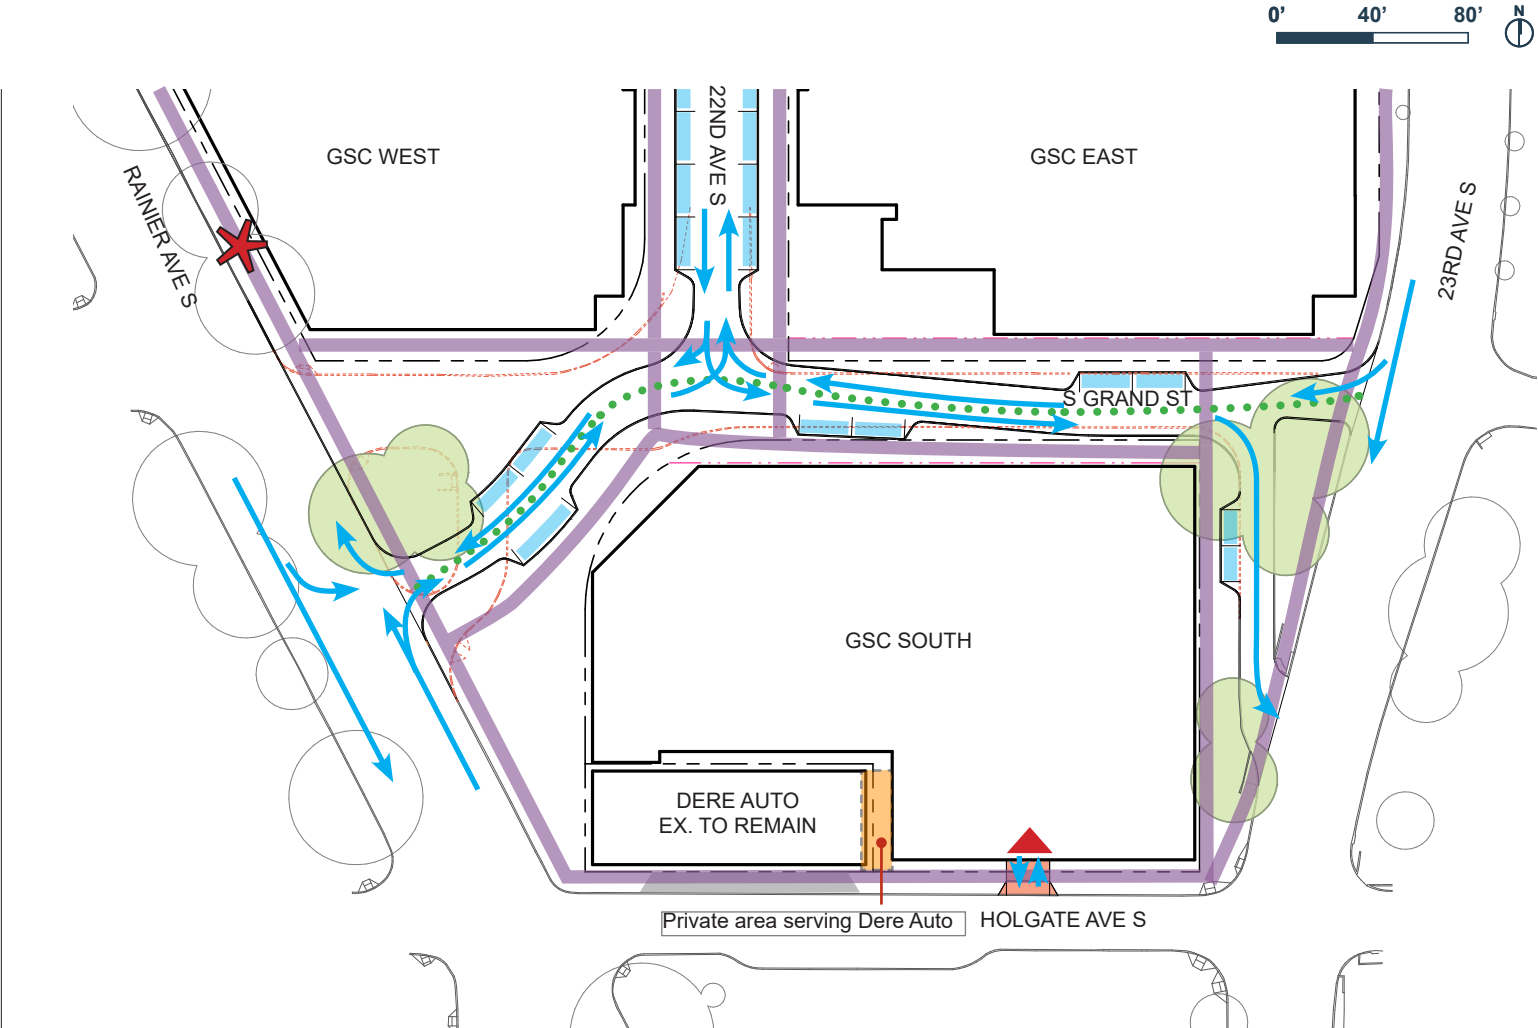 0' 40' 80' N
GSC WEST
22ND AVE S
GSC EAST
RAINIER AVE S
23RD AVE S
S GRAND ST
GSC SOUTH
DERE AUTO
EX. TO REMAIN
Private area serving Dere Auto
HOLGATE AVE S